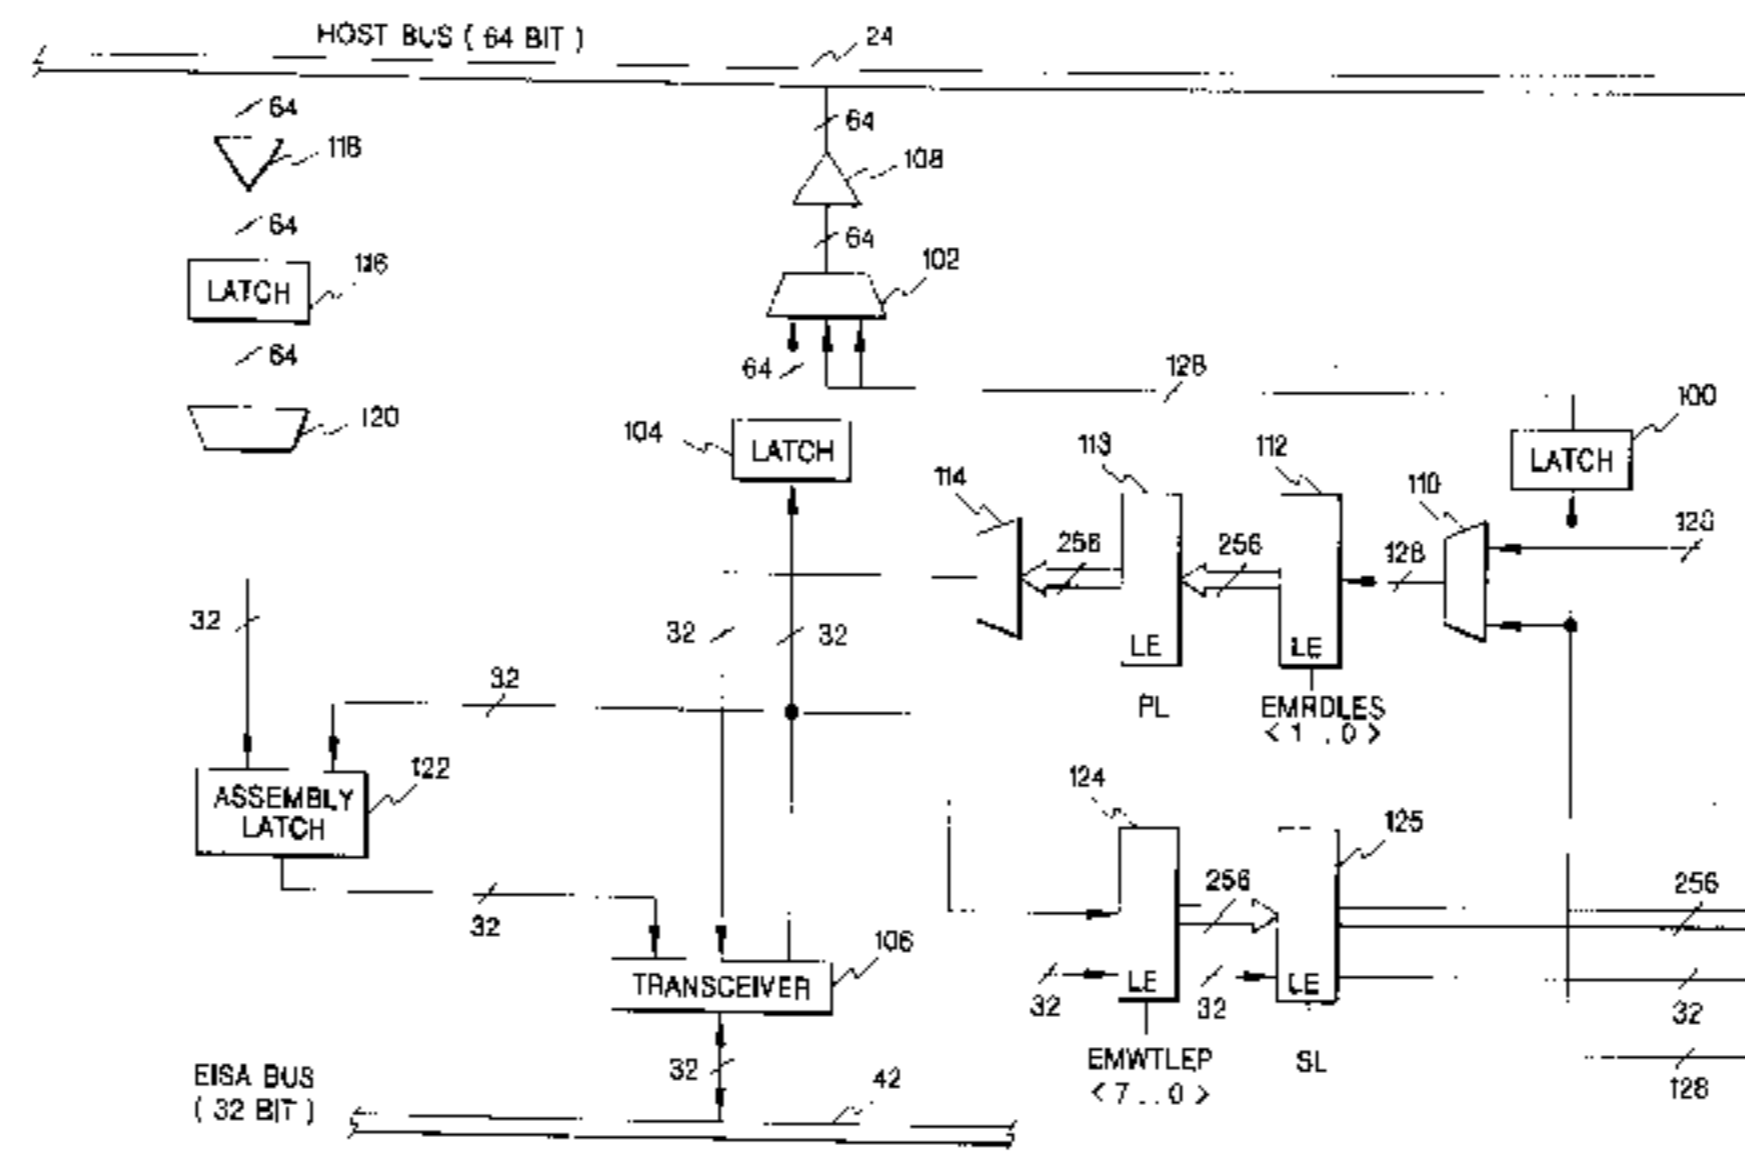 HOST BUS ( 64 BIT )
24
64
118
64
116
LATCH
64
120
64
108
64
102
64
128
100
LATCH
104
LATCH
113
112
114
110
256
256
128
128
32
32
32
LE
LE
PL
EMRDLES
< 1 . . 0 >
32
122
ASSEMBLY
LATCH
32
124
125
256
256
106
TRANSCEIVER
32
LE
32
LE
32
EMWTLEP
< 7 . . 0 >
SL
128
32
EISA BUS
( 32 BIT )
42